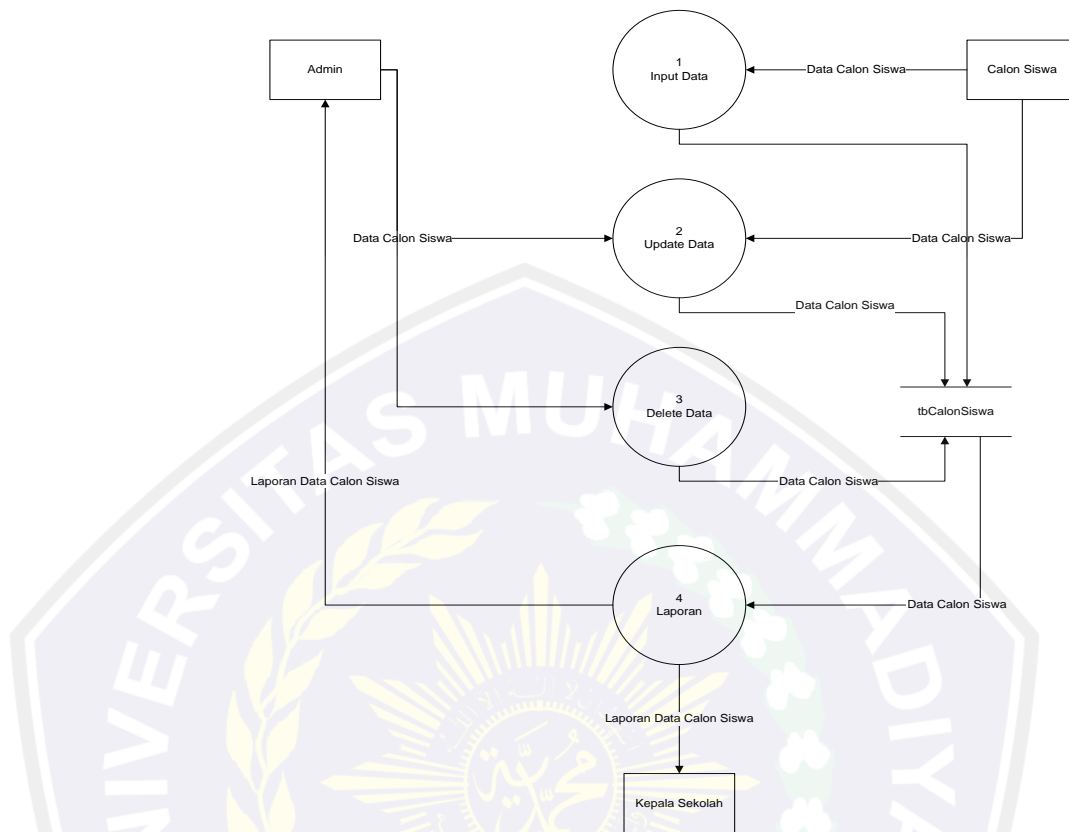 Admin
1
Input Data
Data Calon Siswa
Calon Siswa
Data Calon Siswa
2
Update Data
Data Calon Siswa
Data Calon Siswa
3
Delete Data
tbCalonSiswa
Laporan Data Calon Siswa
Data Calon Siswa
4
Laporan
Data Calon Siswa
Laporan Data Calon Siswa
Kepala Sekolah
UNIVERSITAS MUHAMMADIYA